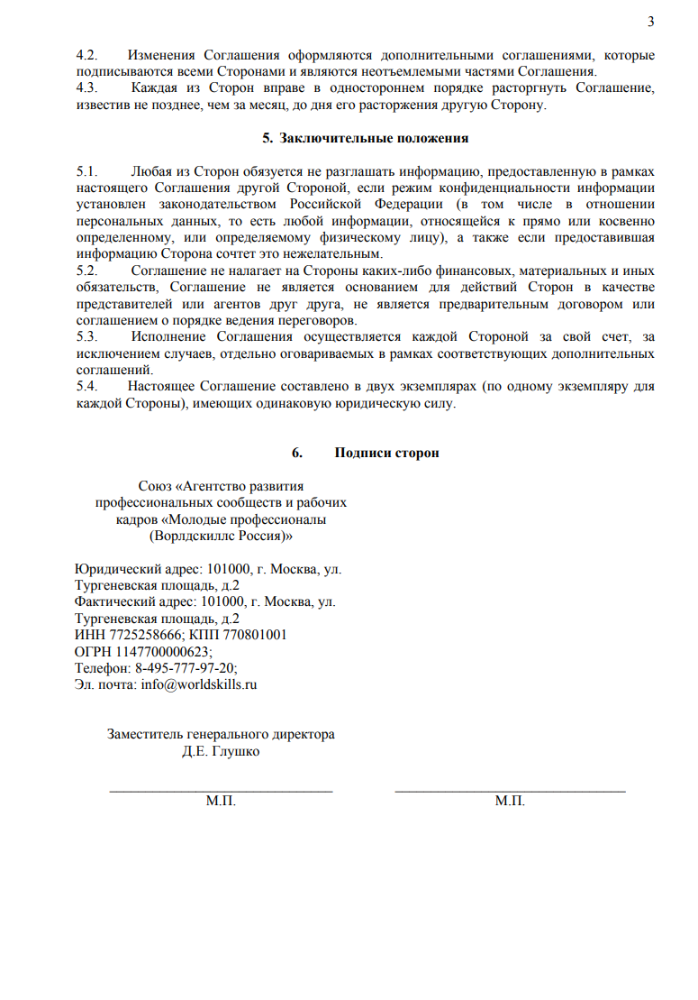 3
4.2. Изменения Соглашения оформляются дополнительными соглашениями, которые
подписываются всеми Сторонами и являются неотъемлемыми частями Соглашения.
4.3. Каждая из Сторон вправе в одностороннем порядке расторгнуть Соглашение,
известив не позднее, чем за месяц, до дня его расторжения другую Сторону.
5. Заключительные положения
5.1. Любая из Сторон обязуется не разглашать информацию, предоставленную в рамках
настоящего Соглашения другой Стороной, если режим конфиденциальности информации
установлен законодательством Российской Федерации (в том числе в отношении
персональных данных, то есть любой информации, относящейся к прямо или косвенно
определенному, или определяемому физическому лицу), а также если предоставившая
информацию Сторона сочтет это нежелательным.
5.2. Соглашение не налагает на Стороны каких-либо финансовых, материальных и иных
обязательств, Соглашение не является основанием для действий Сторон в качестве
представителей или агентов друг друга, не является предварительным договором или
соглашением о порядке ведения переговоров.
5.3. Исполнение Соглашения осуществляется каждой Стороной за свой счет, за
исключением случаев, отдельно оговариваемых в рамках соответствующих дополнительных
соглашений.
5.4. Настоящее Соглашение составлено в двух экземплярах (по одному экземпляру для
каждой Стороны), имеющих одинаковую юридическую силу.
6. Подписи сторон
Союз «Агентство развития
профессиональных сообществ и рабочих
кадров «Молодые профессионалы
(Ворлдскиллс Россия)»
Юридический адрес: 101000, г. Москва, ул.
Тургеневская площадь, д.2
Фактический адрес: 101000, г. Москва, ул.
Тургеневская площадь, д.2
ИНН 7725258666; КПП 770801001
ОГРН 1147700000623;
Телефон: 8-495-777-97-20;
Эл. почта: info@worldskills.ru
Заместитель генерального директора
Д.Е. Глушко
М.П. М.П.